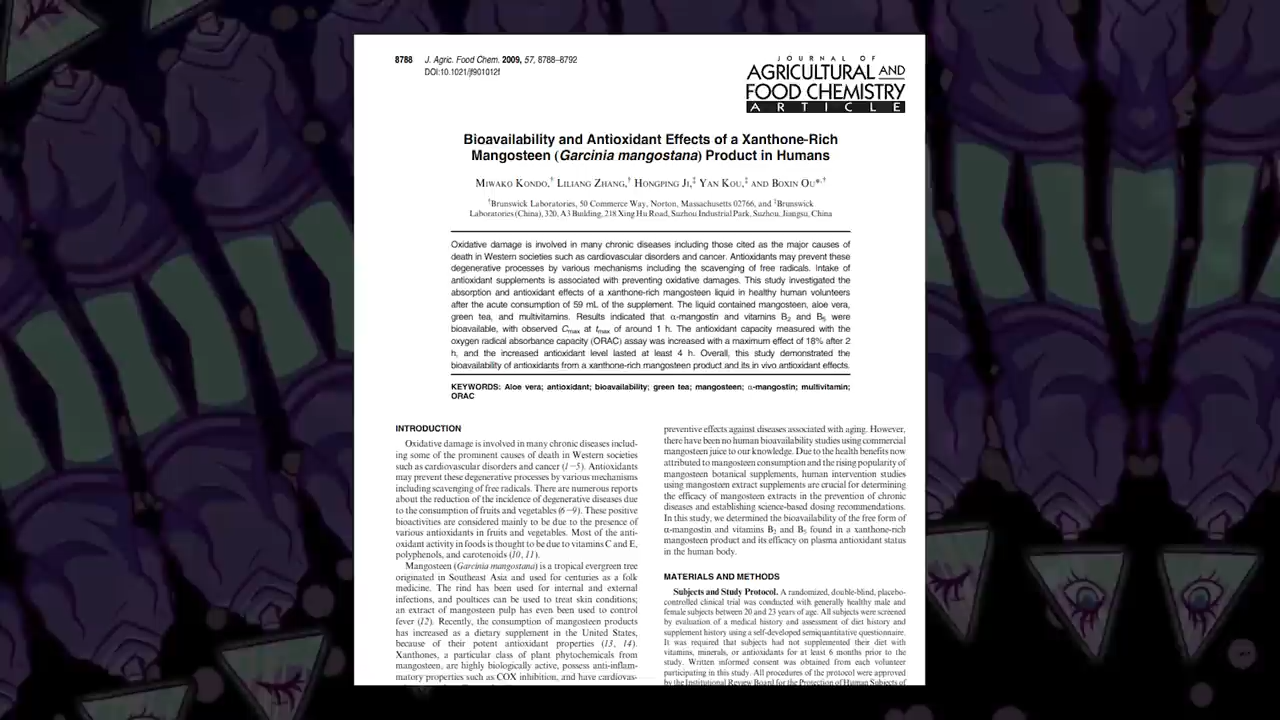 8788 J. Agric. Food Chem. 2009, 57, 8788–8792
DOI:10.1021/jf901012f
JOURNAL OF
AGRICULTURAL AND
FOOD CHEMISTRY
ARTICLE
Bioavailability and Antioxidant Effects of a Xanthone-Rich
Mangosteen (Garcinia mangostana) Product in Humans
MIWAKO KONDO,† LILIANG ZHANG,† HONGPING JI,‡ YAN KOU,‡ AND BOXIN OU*,†
†Brunswick Laboratories, 50 Commerce Way, Norton, Massachusetts 02766, and ‡Brunswick
Laboratories (China), 320, A3 Building, 218 Xing Hu Road, Suzhou Industrial Park, Suzhou, Jiangsu, China
Oxidative damage is involved in many chronic diseases including those cited as the major causes of
death in Western societies such as cardiovascular disorders and cancer. Antioxidants may prevent these
degenerative processes by various mechanisms including the scavenging of free radicals. Intake of
antioxidant supplements is associated with preventing oxidative damages. This study investigated the
absorption and antioxidant effects of a xanthone-rich mangosteen liquid in healthy human volunteers
after the acute consumption of 59 mL of the supplement. The liquid contained mangosteen, aloe vera,
green tea, and multivitamins. Results indicated that α-mangostin and vitamins B2 and B5 were
bioavailable, with observed Cmax at tmax of around 1 h. The antioxidant capacity measured with the
oxygen radical absorbance capacity (ORAC) assay was increased with a maximum effect of 18% after 2
h, and the increased antioxidant level lasted at least 4 h. Overall, this study demonstrated the
bioavailability of antioxidants from a xanthone-rich mangosteen product and its in vivo antioxidant effects.
KEYWORDS: Aloe vera; antioxidant; bioavailability; green tea; mangosteen; α-mangostin; multivitamin;
ORAC
INTRODUCTION
Oxidative damage is involved in many chronic diseases includ-
ing some of the prominent causes of death in Western societies
such as cardiovascular disorders and cancer (1–5). Antioxidants
may prevent these degenerative processes by various mechanisms
including scavenging of free radicals. There are numerous reports
about the reduction of the incidence of degenerative diseases due
to the consumption of fruits and vegetables (6–9). These positive
bioactivities are considered mainly to be due to the presence of
various antioxidants in fruits and vegetables. Most of the anti-
oxidant activity in foods is thought to be due to vitamins C and E,
polyphenols, and carotenoids (10, 11).
Mangosteen (Garcinia mangostana) is a tropical evergreen tree
originated in Southeast Asia and used for centuries as a folk
medicine. The rind has been used for internal and external
infections, and poultices can be used to treat skin conditions;
an extract of mangosteen pulp has even been used to control
fever (12). Recently, the consumption of mangosteen products
has increased as a dietary supplement in the United States,
because of their potent antioxidant properties (13, 14).
Xanthones, a particular class of plant phytochemicals from
mangosteen, are highly biologically active, possess anti-inflam-
matory properties such as COX inhibition, and have cardiovas-
preventive effects against diseases associated with aging. However,
there have been no human bioavailability studies using commercial
mangosteen juice to our knowledge. Due to the health benefits now
attributed to mangosteen consumption and the rising popularity of
mangosteen botanical supplements, human intervention studies
using mangosteen extract supplements are crucial for determining
the efficacy of mangosteen extracts in the prevention of chronic
diseases and establishing science-based dosing recommendations.
In this study, we determined the bioavailability of the free form of
α-mangostin and vitamins B2 and B5 found in a xanthone-rich
mangosteen product and its efficacy on plasma antioxidant status
in the human body.
MATERIALS AND METHODS
Subjects and Study Protocol. A randomized, double-blind, placebo-
controlled clinical trial was conducted with generally healthy male and
female subjects between 20 and 23 years of age. All subjects were screened
by evaluation of a medical history and assessment of diet history and
supplement history using a self-developed semiquantitative questionnaire.
It was required that subjects had not supplemented their diet with
vitamins, minerals, or antioxidants for at least 6 months prior to the
study. Written informed consent was obtained from each volunteer
participating in this study. All procedures of the protocol were approved
by the Institutional Review Board for the Protection of Human Subjects of